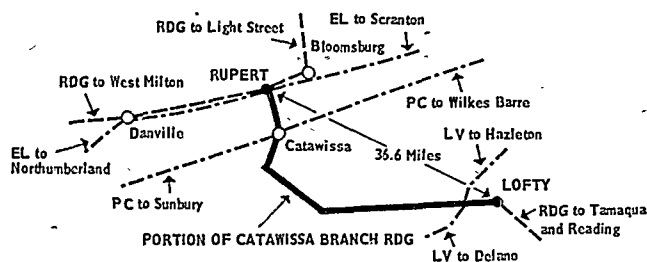 RDG to Light Street
EL to Scranton
Bloomsburg
RUPERT
RDG to West Milton
PC to Wilkes Barre
Danville
LV to Hazleton
EL to
Northumberland
Catawissa
36.6 Miles
LOFTY
PC to Sunbury
RDG to Tamaqua
and Reading
PORTION OF CATAWISSA BRANCH RDG
LV to Delano